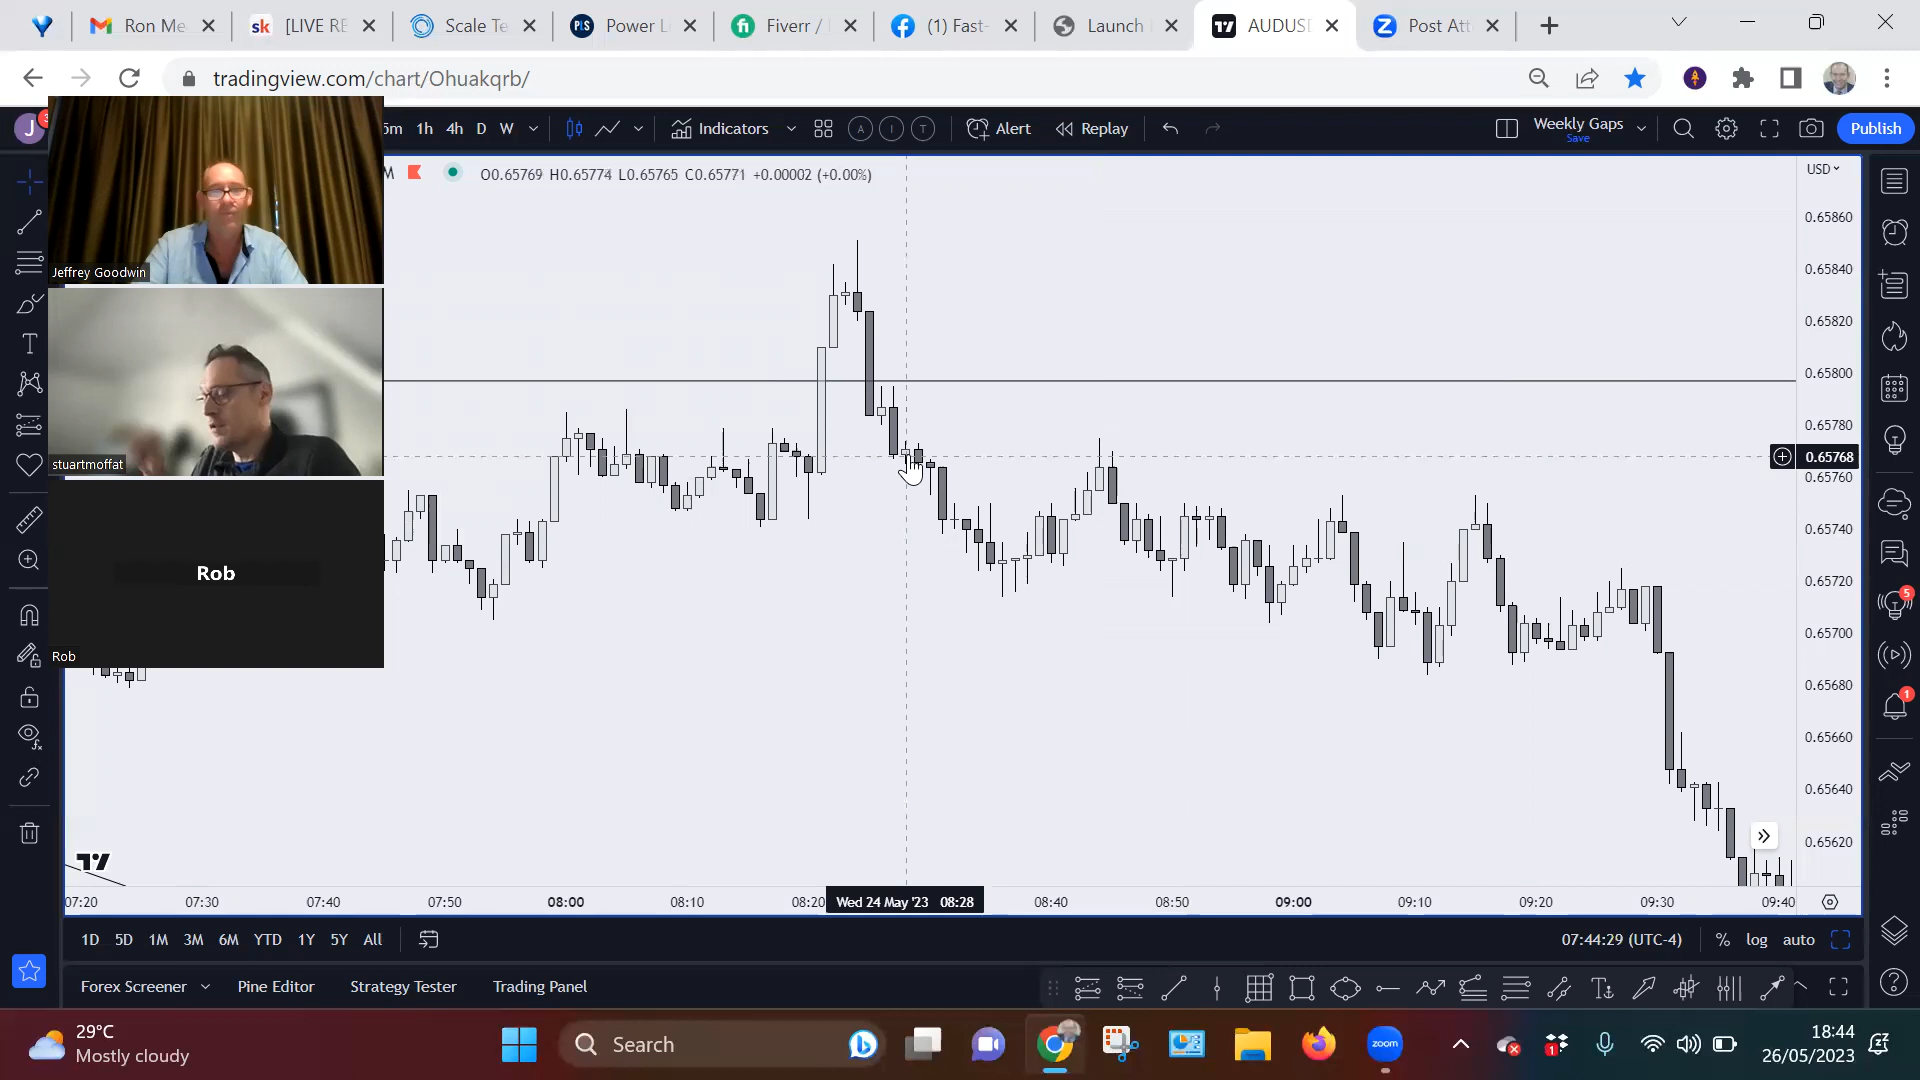 Ron Me
[LIVE RE
Scale Te
Power L
Fiverr /
(1) Fast-
Launch
AUDUSD
Post Att
tradingview.com/chart/Ohuakqrb/
J
5m 1h 4h D W
Indicators
A I T
Alert
Replay
Weekly Gaps
Save
Publish
M
O0.65769 H0.65774 L0.65765 C0.65771 +0.00002 (+0.00%)
USD
0.65860
0.65840
0.65820
0.65800
0.65780
0.65768
0.65760
0.65740
0.65720
0.65700
0.65680
0.65660
0.65640
0.65620
Jeffrey Goodwin
stuartmoffat
Rob
Rob
5
1
07:20 07:30 07:40 07:50 08:00 08:10 08:20 Wed 24 May '23 08:28 08:40 08:50 09:00 09:10 09:20 09:30 09:40
1D 5D 1M 3M 6M YTD 1Y 5Y All
07:44:29 (UTC-4) % log auto
Forex Screener Pine Editor Strategy Tester Trading Panel
29°C
Mostly cloudy
Search
zoom
1
18:44
26/05/2023